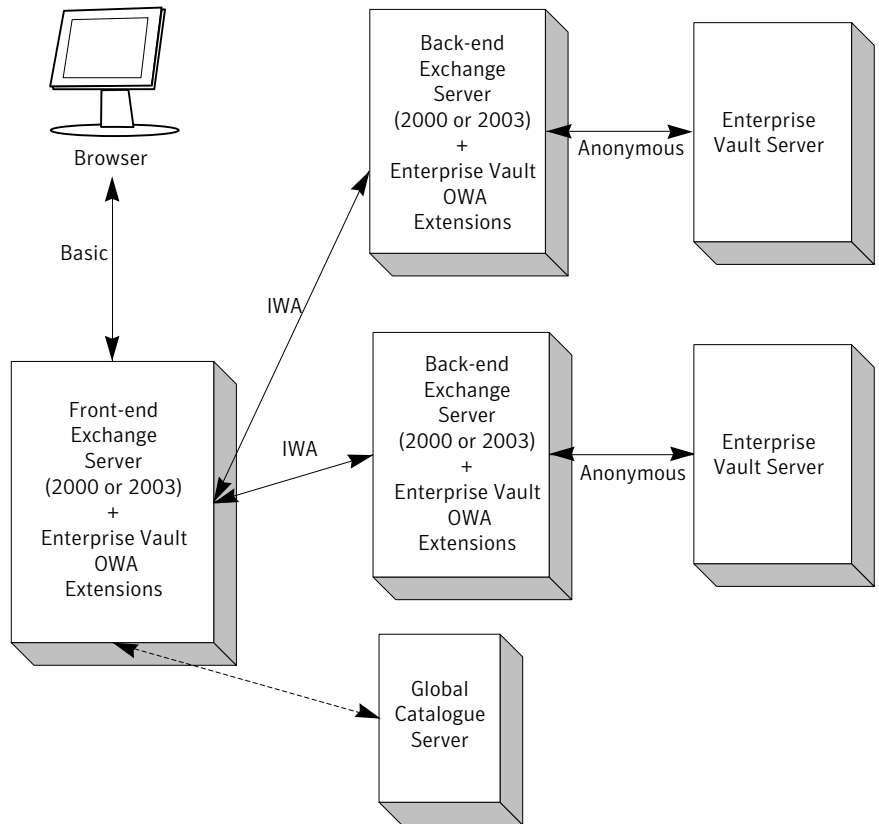 Browser
Basic
Front-end
Exchange
Server
(2000 or 2003)
+
Enterprise Vault
OWA
Extensions
IWA
IWA
Back-end
Exchange
Server
(2000 or 2003)
+
Enterprise Vault
OWA
Extensions
Anonymous
Enterprise
Vault Server
Back-end
Exchange
Server
(2000 or 2003)
+
Enterprise Vault
OWA
Extensions
Anonymous
Enterprise
Vault Server
Global
Catalogue
Server